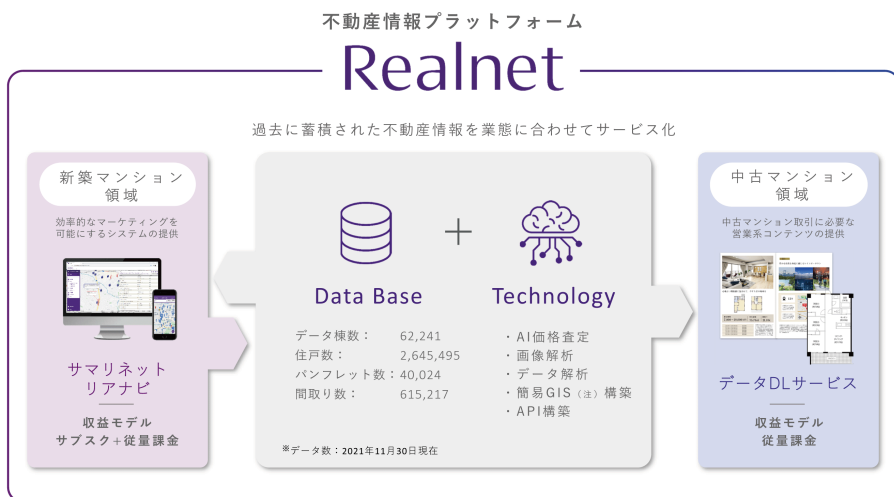 不動産情報プラットフォーム
Realnet
過去に蓄積された不動産情報を業態に合わせてサービス化
新築マンション
領域
効率的なマーケティングを
可能にするシステムの提供
サマリネット
リアナビ
収益モデル
サブスク+従量課金
Data Base
データ棟数： 62,241
住戸数： 2,645,495
パンフレット数：40,024
間取り数： 615,217
※データ数：2021年11月30日現在
+
Technology
・AI価格査定
・画像解析
・データ解析
・簡易GIS（注）構築
・API構築
中古マンション
領域
中古マンション取引に必要な
営業系コンテンツの提供
データDLサービス
収益モデル
従量課金